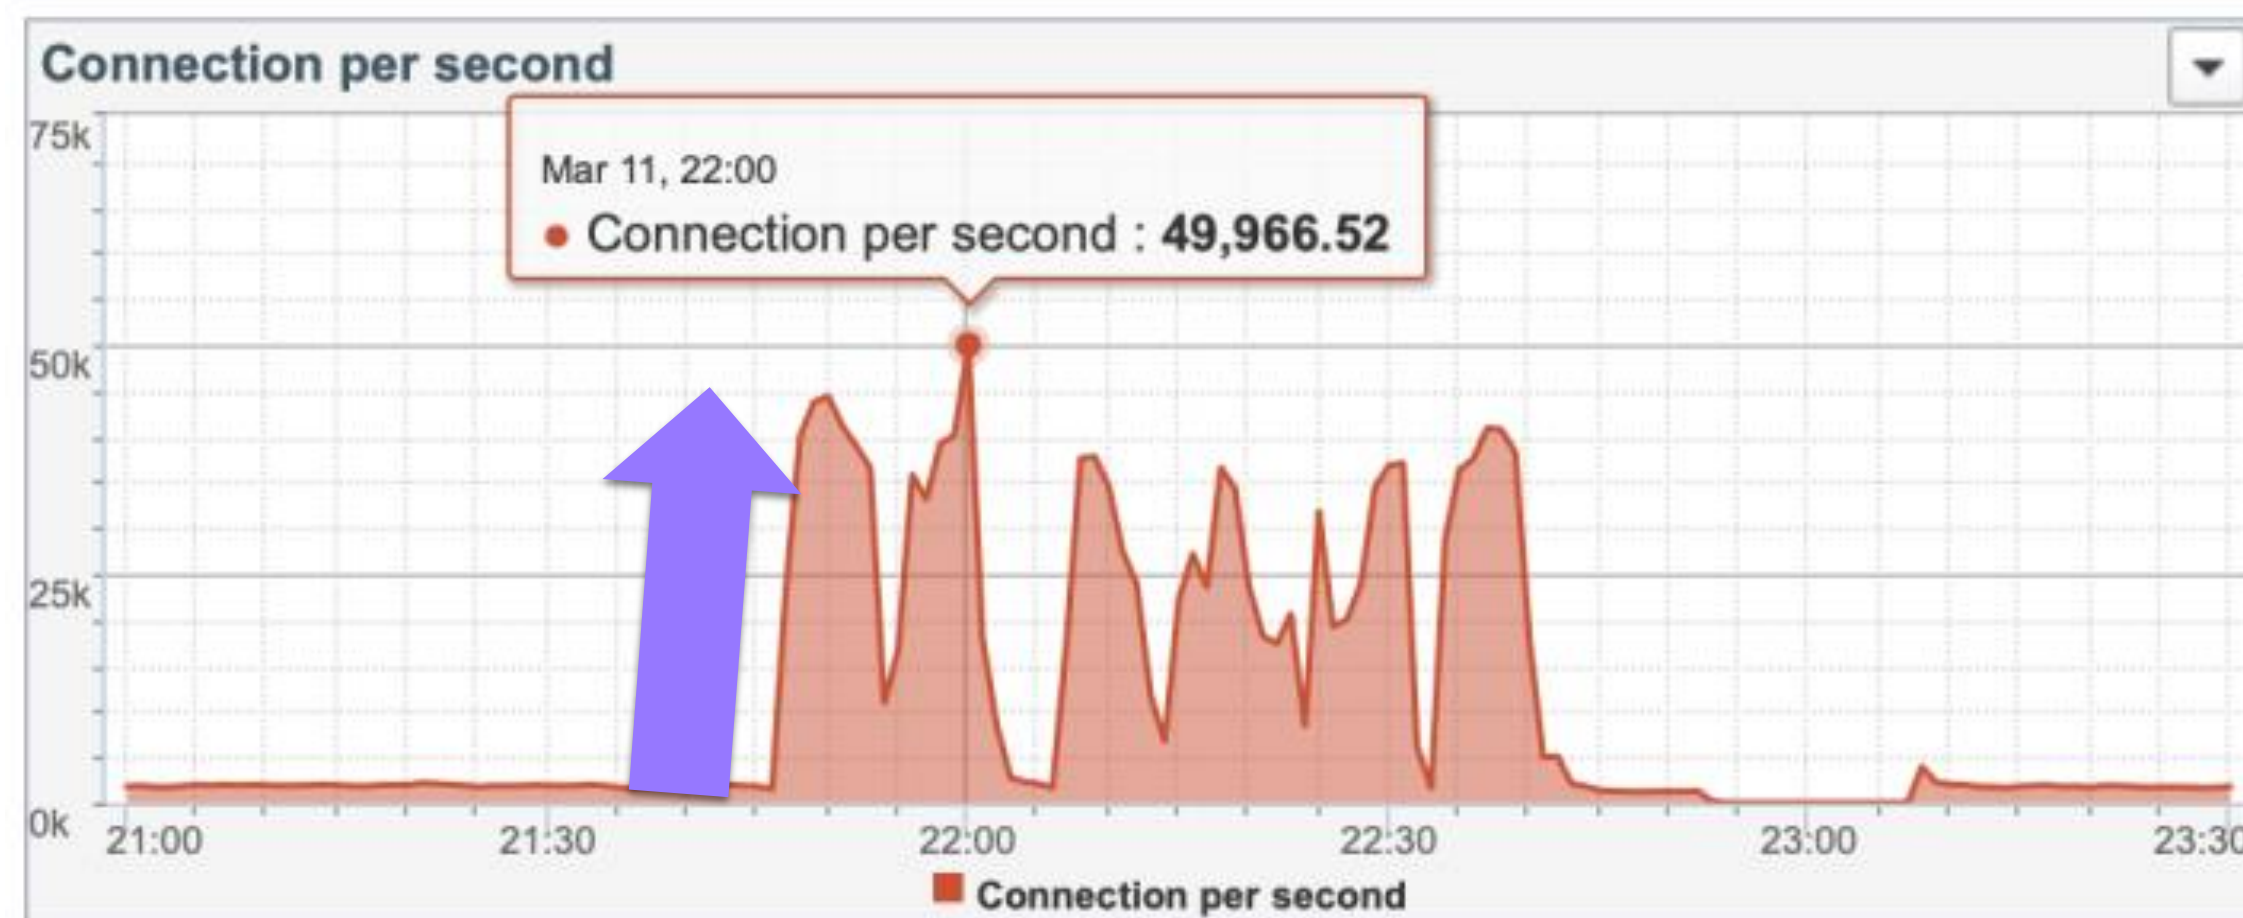 Connection per second
75k
Mar 11, 22:00
Connection per second : 49,966.52
50k
25k
0k
21:00 21:30 22:00 22:30 23:00 23:30
Connection per second